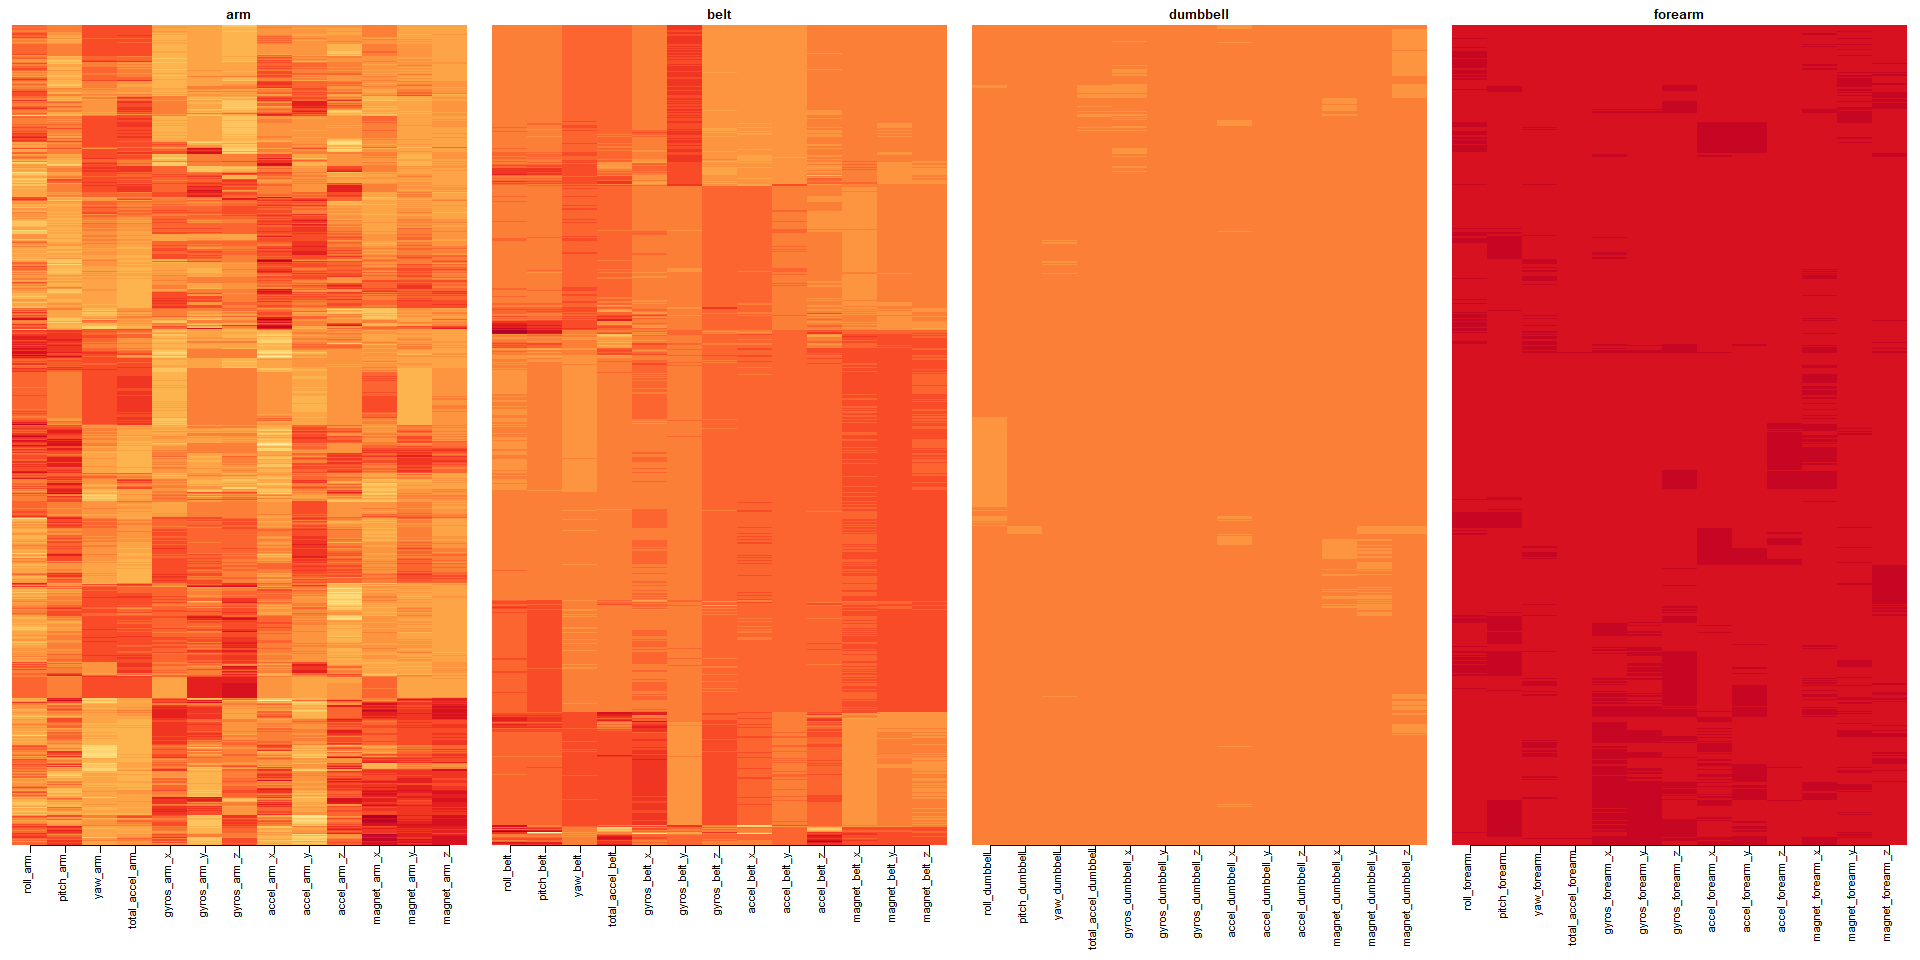 arm
belt
dumbbell
forearm
roll_arm
pitch_arm
yaw_arm
total_accel_arm
gyros_arm_x
gyros_arm_y
gyros_arm_z
accel_arm_x
accel_arm_y
accel_arm_z
magnet_arm_x
magnet_arm_y
magnet_arm_z
roll_belt
pitch_belt
yaw_belt
total_accel_belt
gyros_belt_x
gyros_belt_y
gyros_belt_z
accel_belt_x
accel_belt_y
accel_belt_z
magnet_belt_x
magnet_belt_y
magnet_belt_z
roll_dumbbell
pitch_dumbbell
yaw_dumbbell
total_accel_dumbbell
gyros_dumbbell_x
gyros_dumbbell_y
gyros_dumbbell_z
accel_dumbbell_x
accel_dumbbell_y
accel_dumbbell_z
magnet_dumbbell_x
magnet_dumbbell_y
magnet_dumbbell_z
roll_forearm
pitch_forearm
yaw_forearm
total_accel_forearm
gyros_forearm_x
gyros_forearm_y
gyros_forearm_z
accel_forearm_x
accel_forearm_y
accel_forearm_z
magnet_forearm_x
magnet_forearm_y
magnet_forearm_z